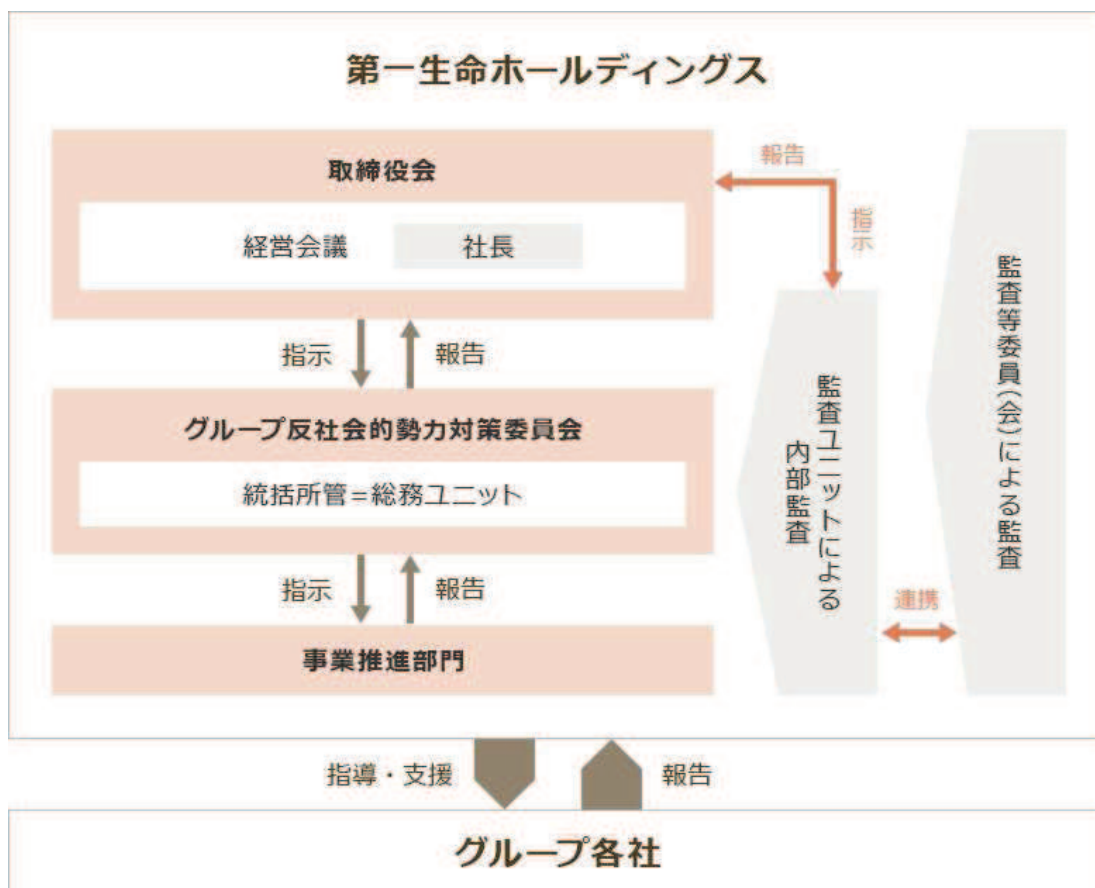 第一生命ホールディングス
取締役会
経営会議
社長
指示
報告
グループ反社会的勢力対策委員会
統括所管=総務ユニット
指示
報告
事業推進部門
報告
指示
監査ユニットによる
内部監査
連携
監査等委員(会)による監査
指導・支援
報告
グループ各社